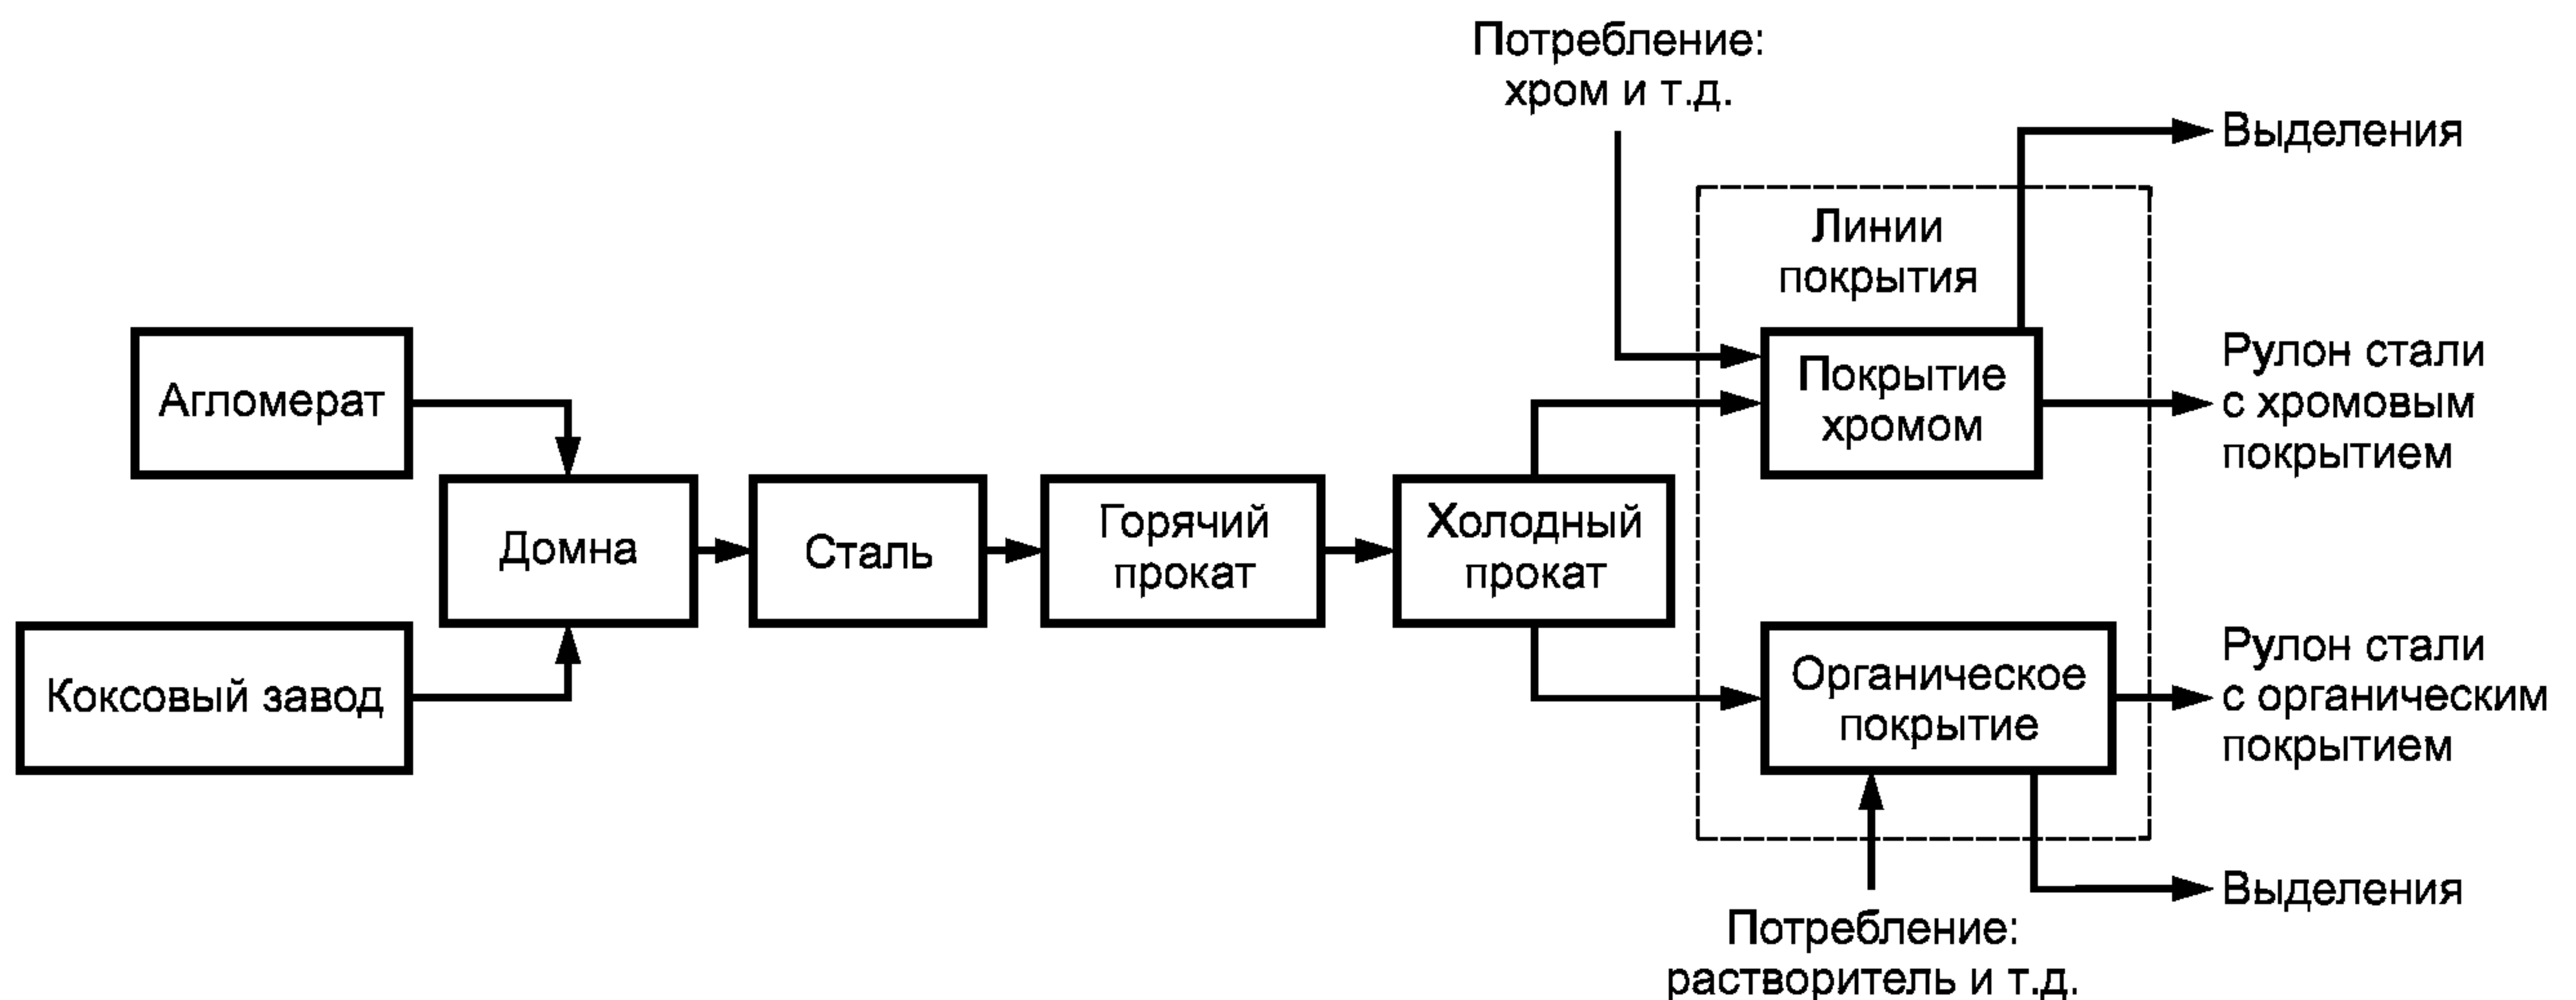 Потребление:
хром и т.д.
Выделения
Линии
покрытия
Агломерат
Покрытие
хромом
Рулон стали
с хромовым
покрытием
Домна
Сталь
Горячий
прокат
Холодный
прокат
Коксовый завод
Органическое
покрытие
Рулон стали
с органическим
покрытием
Выделения
Потребление:
растворитель и т.д.